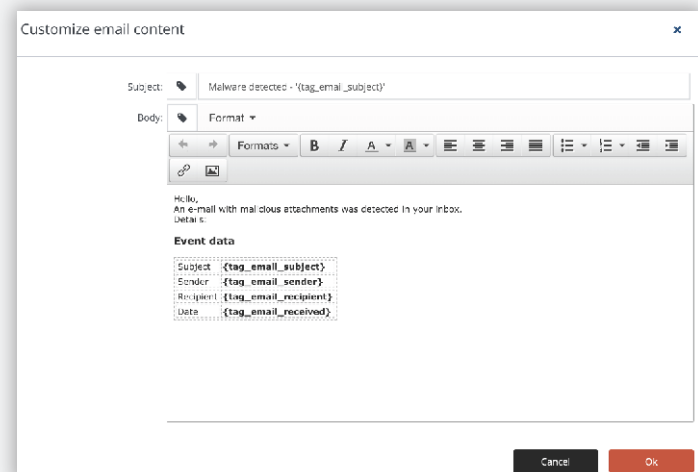 Customize email content
×
Subject: Malware detected - '{tag_email_subject}'
Body: Format
Formats B I A A
Hello,
An e-mail with malicious attachments was detected in your inbox.
Details:
Event data
Subject {tag_email_subject}
Sender {tag_email_sender}
Recipient {tag_email_recipient}
Date {tag_email_received}
Cancel Ok